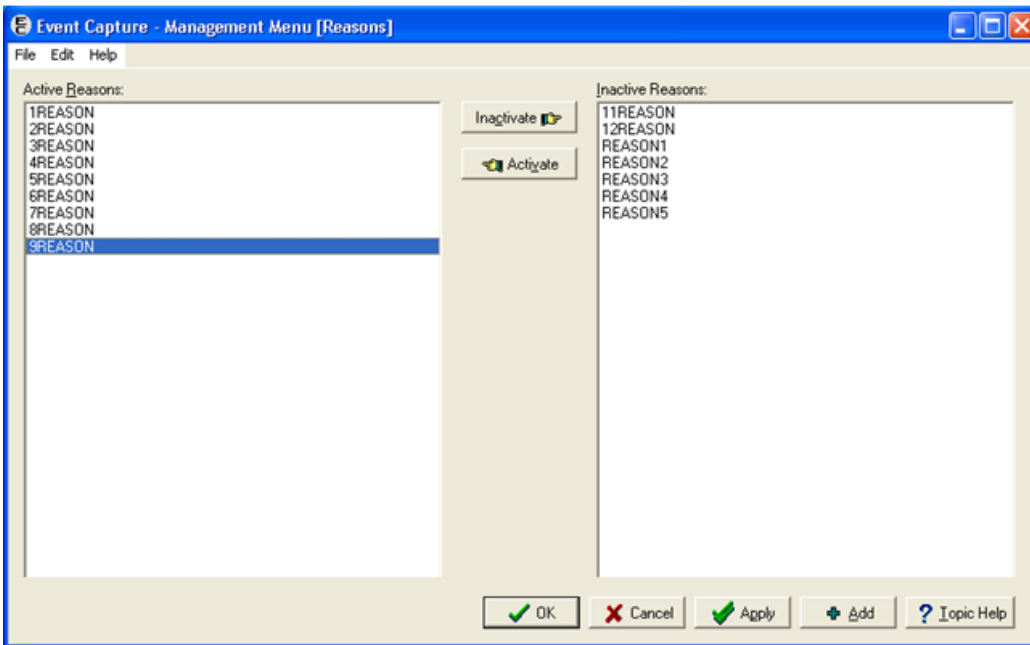 Event Capture - Management Menu [Reasons]
File Edit Help
Active Reasons:
1REASON
2REASON
3REASON
4REASON
5REASON
6REASON
7REASON
8REASON
9REASON
Inactivate
Activate
Inactive Reasons:
11REASON
12REASON
REASON1
REASON2
REASON3
REASON4
REASON5
OK Cancel Apply Add ? Topic Help